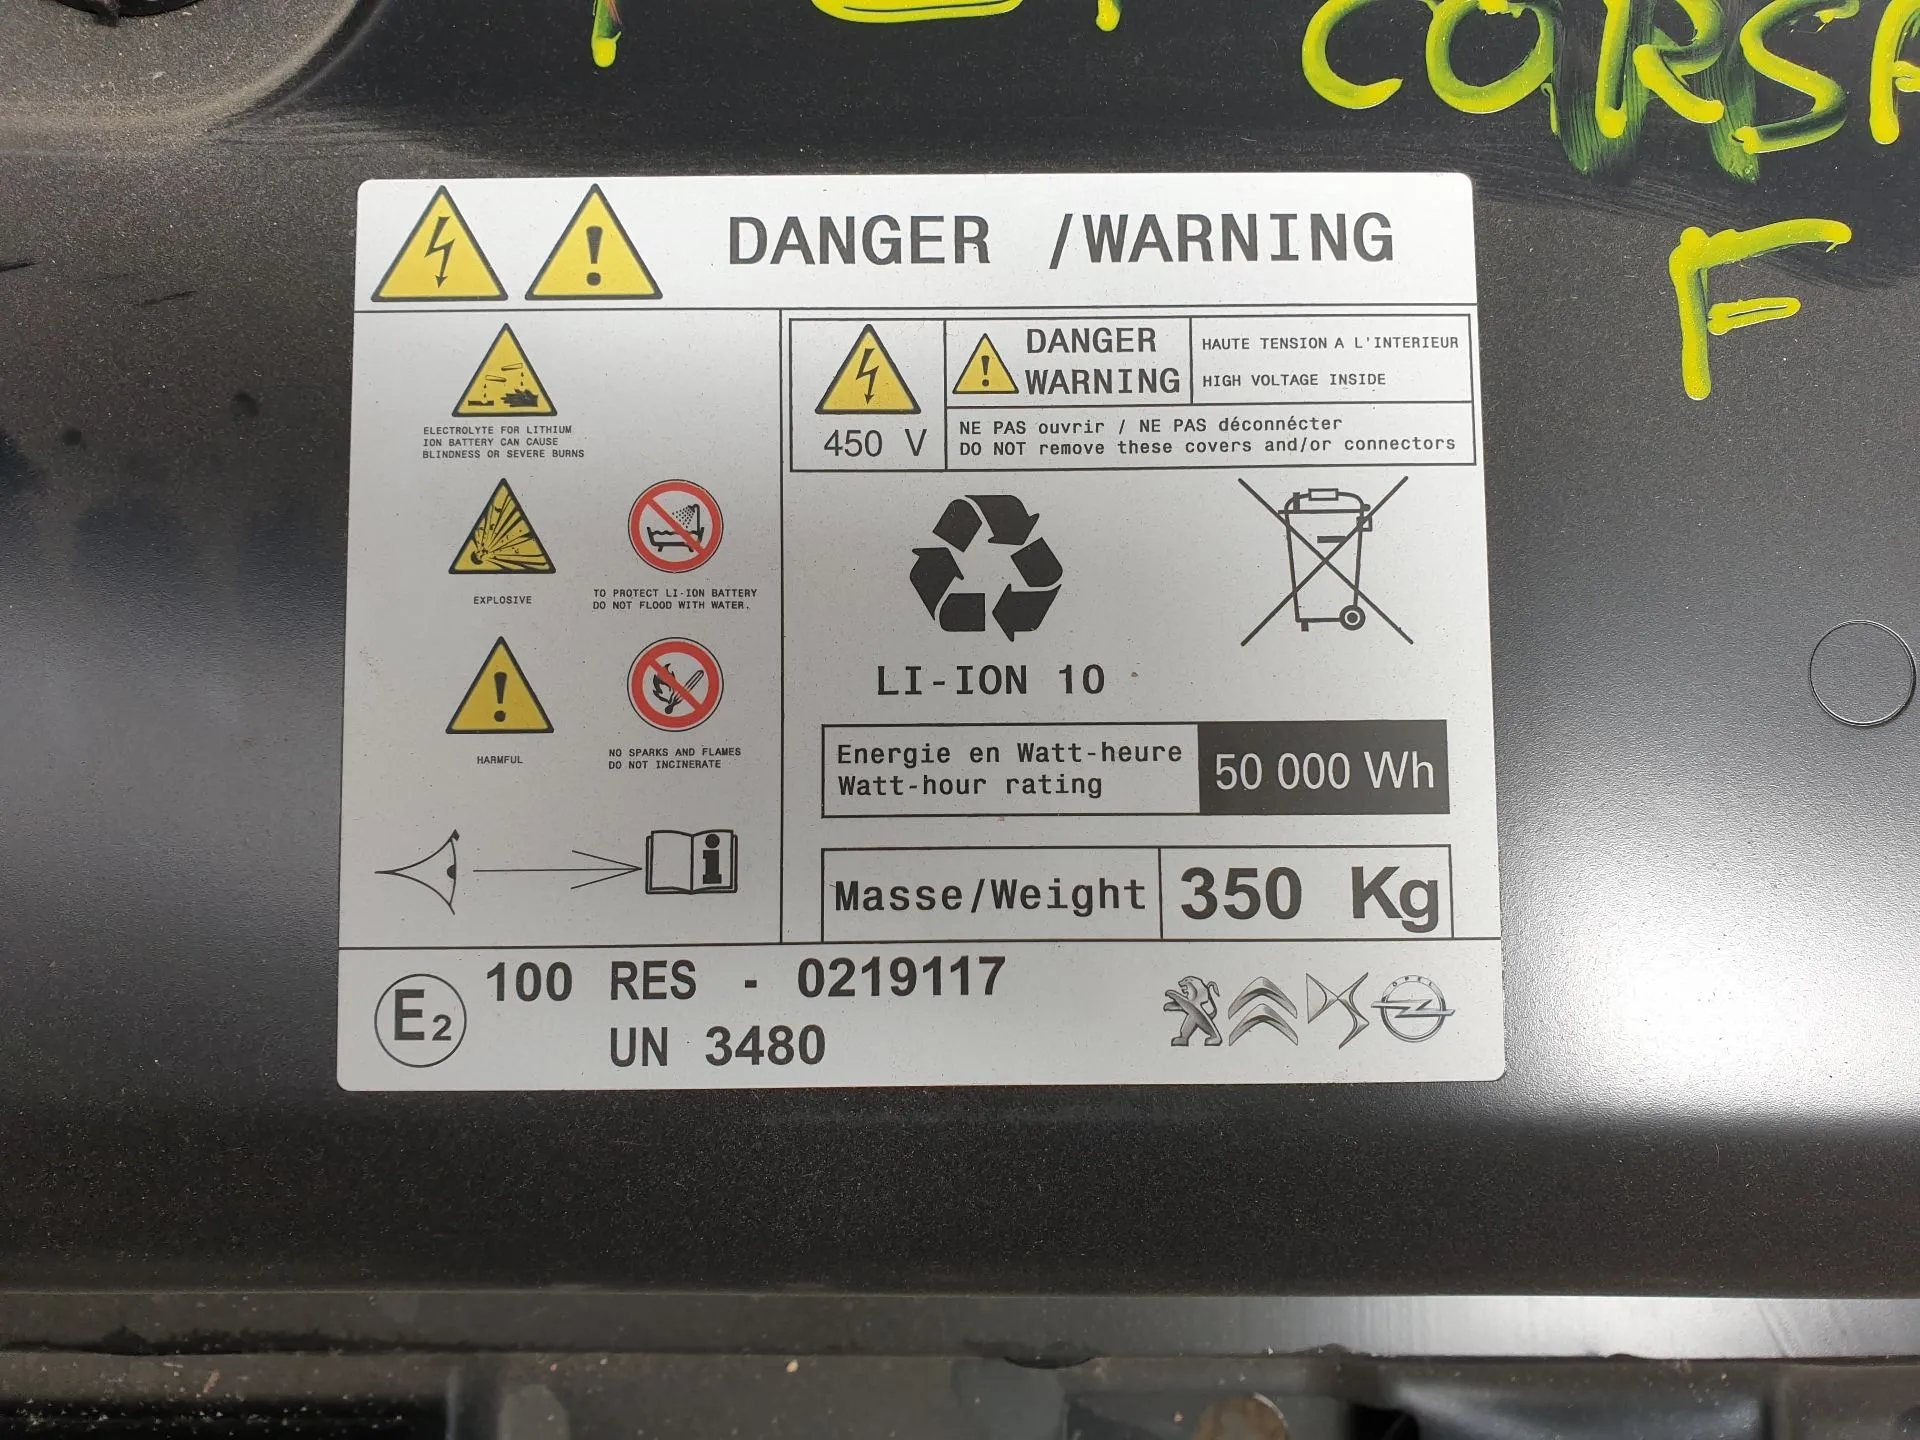 CORSA
F
DANGER /WARNING
ELECTROLYTE FOR LITHIUM
ION BATTERY CAN CAUSE
BLINDNESS OR SEVERE BURNS
EXPLOSIVE
TO PROTECT LI-ION BATTERY
DO NOT FLOOD WITH WATER.
HARMFUL
NO SPARKS AND FLAMES
DO NOT INCINERATE
450 V
DANGER
WARNING
HAUTE TENSION A L'INTERIEUR
HIGH VOLTAGE INSIDE
NE PAS ouvrir / NE PAS déconnécter
DO NOT remove these covers and/or connectors
LI-ION 10
Energie en Watt-heure
Watt-hour rating
50 000 Wh
Masse/Weight
350 Kg
E2
100 RES - 0219117
UN 3480